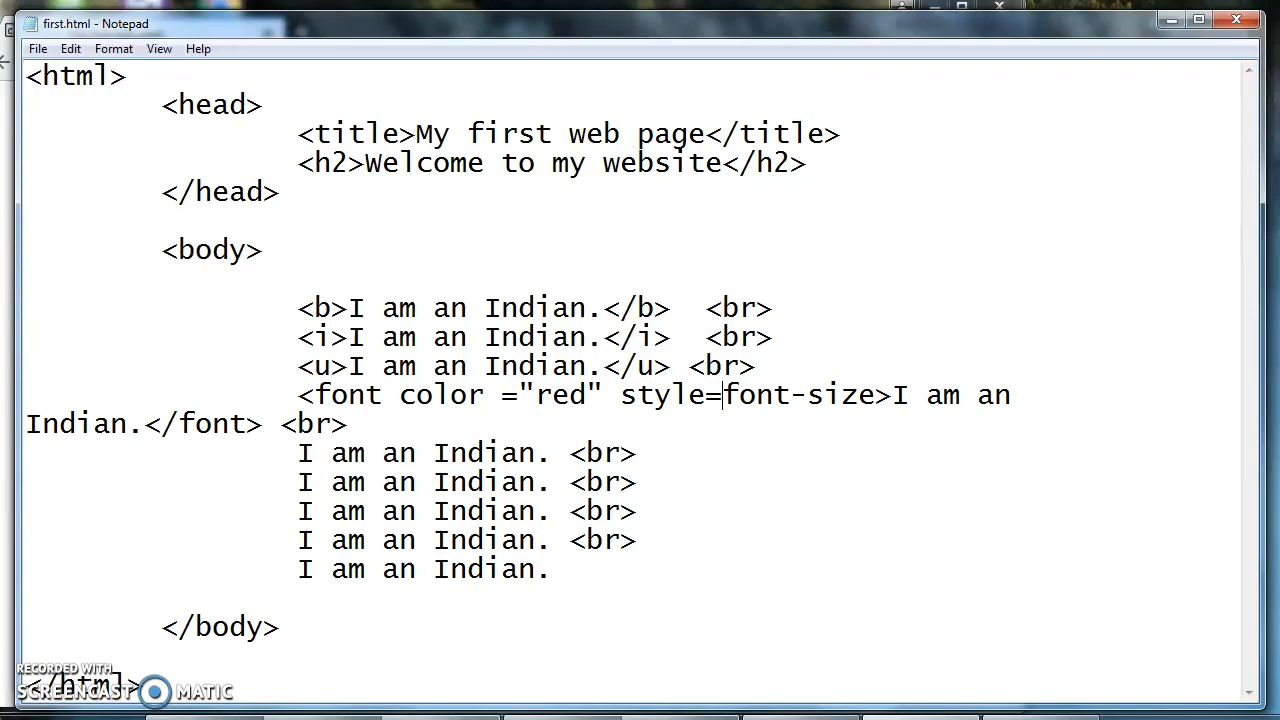 first.html - Notepad
File Edit Format View Help
<html>
<head>
<title>My first web page</title>
<h2>Welcome to my website</h2>
</head>
<body>
<b>I am an Indian.</b> <br>
<i>I am an Indian.</i> <br>
<u>I am an Indian.</u> <br>
<font color ="red" style=font-size>I am an
Indian.</font> <br>
I am an Indian. <br>
I am an Indian. <br>
I am an Indian. <br>
I am an Indian. <br>
I am an Indian.
</body>
</html>
RECORDED WITH
SCREENCAST MATIC